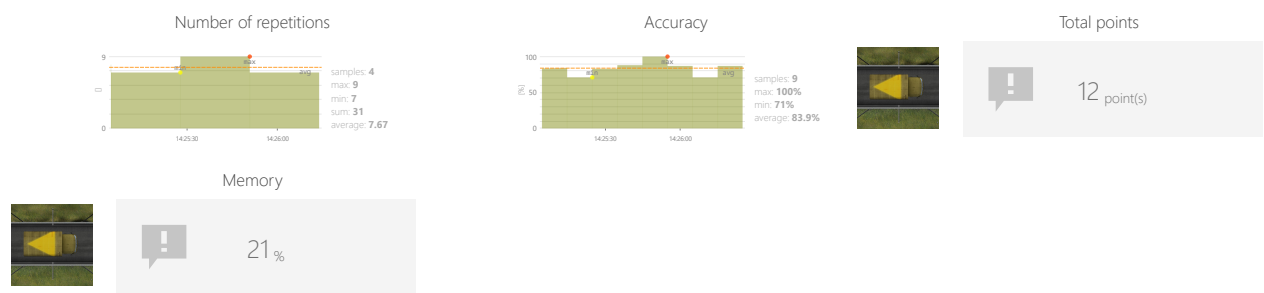 Number of repetitions
9
min
max
avg
0
14:25:30
14:26:00
samples: 4
max: 9
min: 7
sum: 31
average: 7.67
Accuracy
100
max
min
avg
50
(%)
0
14:25:30
14:26:00
samples: 9
max: 100%
min: 71%
average: 83.9%
Total points
12 point(s)
Memory
21 %